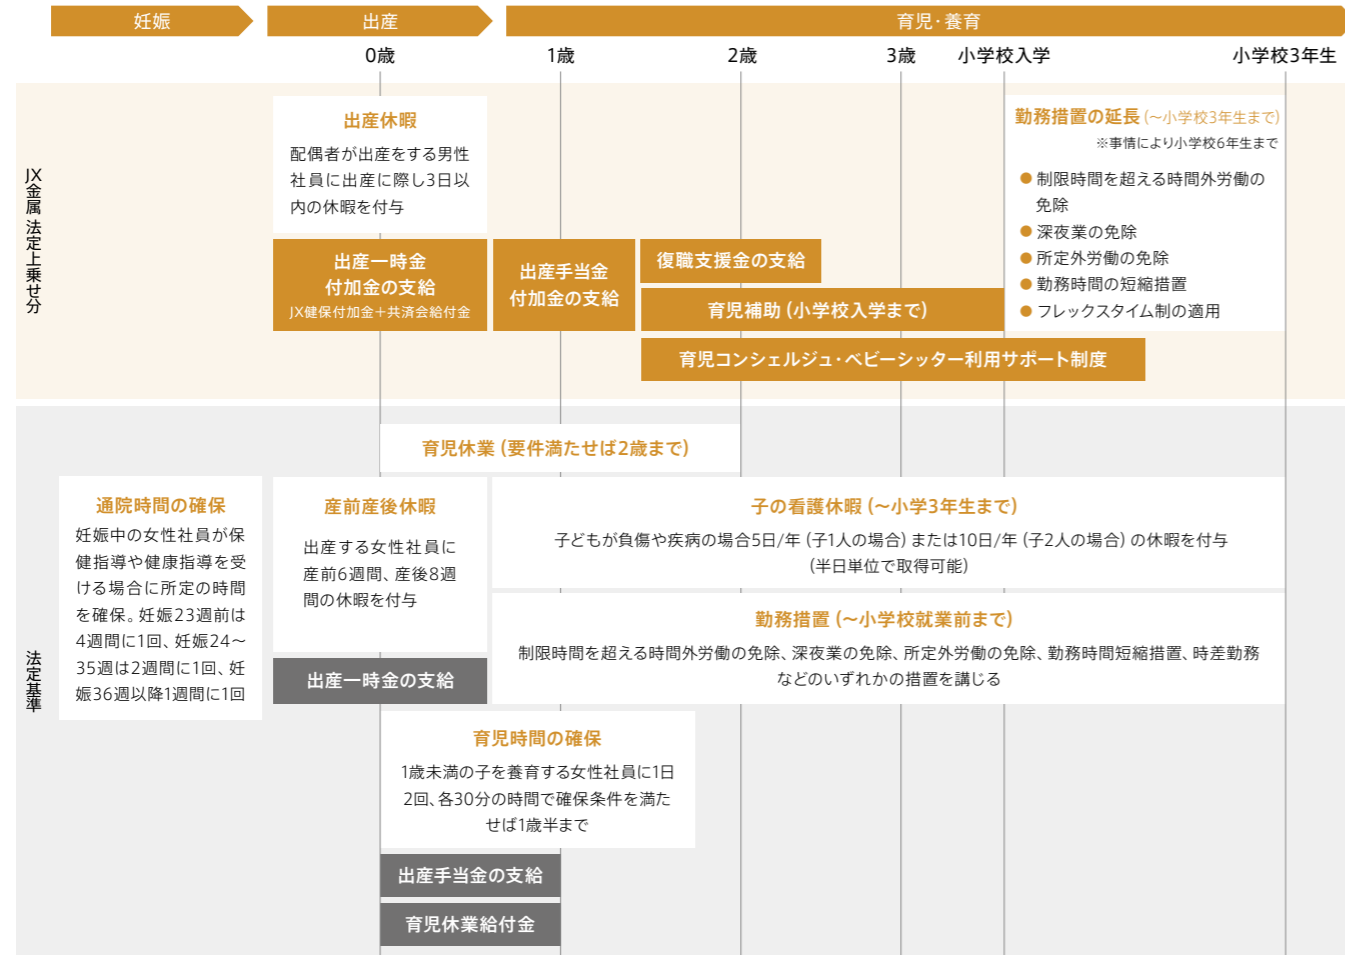 妊娠
出産
育児・養育
0歳
1歳
2歳
3歳
小学校入学
小学校3年生
JX金属 法定上乗せ分
出産休暇
配偶者が出産をする男性
社員に出産に際し3日以
内の休暇を付与
出産一時金
付加金の支給
JX健保付加金＋共済会給付金
出産手当金
付加金の支給
復職支援金の支給
育児補助（小学校入学まで）
育児コンシェルジュ・ベビーシッター利用サポート制度
勤務措置の延長（～小学校3年生まで）
※事情により小学校6年生まで
● 制限時間を超える時間外労働の
免除
● 深夜業の免除
● 所定外労働の免除
● 勤務時間の短縮措置
● フレックスタイム制の適用
法定基準
育児休業（要件満たせば2歳まで）
通院時間の確保
妊娠中の女性社員が保
健指導や健康指導を受
ける場合に所定の時間
を確保。妊娠23週前は
4週間に1回、妊娠24～
35週は2週間に1回、妊
娠36週以降1週間に1回
産前産後休暇
出産する女性社員に
産前6週間、産後8週
間の休暇を付与
出産一時金の支給
子の看護休暇（～小学3年生まで）
子どもが負傷や疾病の場合5日/年（子1人の場合）または10日/年（子2人の場合）の休暇を付与
（半日単位で取得可能）
勤務措置（～小学校就業前まで）
制限時間を超える時間外労働の免除、深夜業の免除、所定外労働の免除、勤務時間短縮措置、時差勤務
などのいずれかの措置を講じる
育児時間の確保
1歳未満の子を養育する女性社員に1日
2回、各30分の時間で確保条件を満た
せば1歳半まで
出産手当金の支給
育児休業給付金